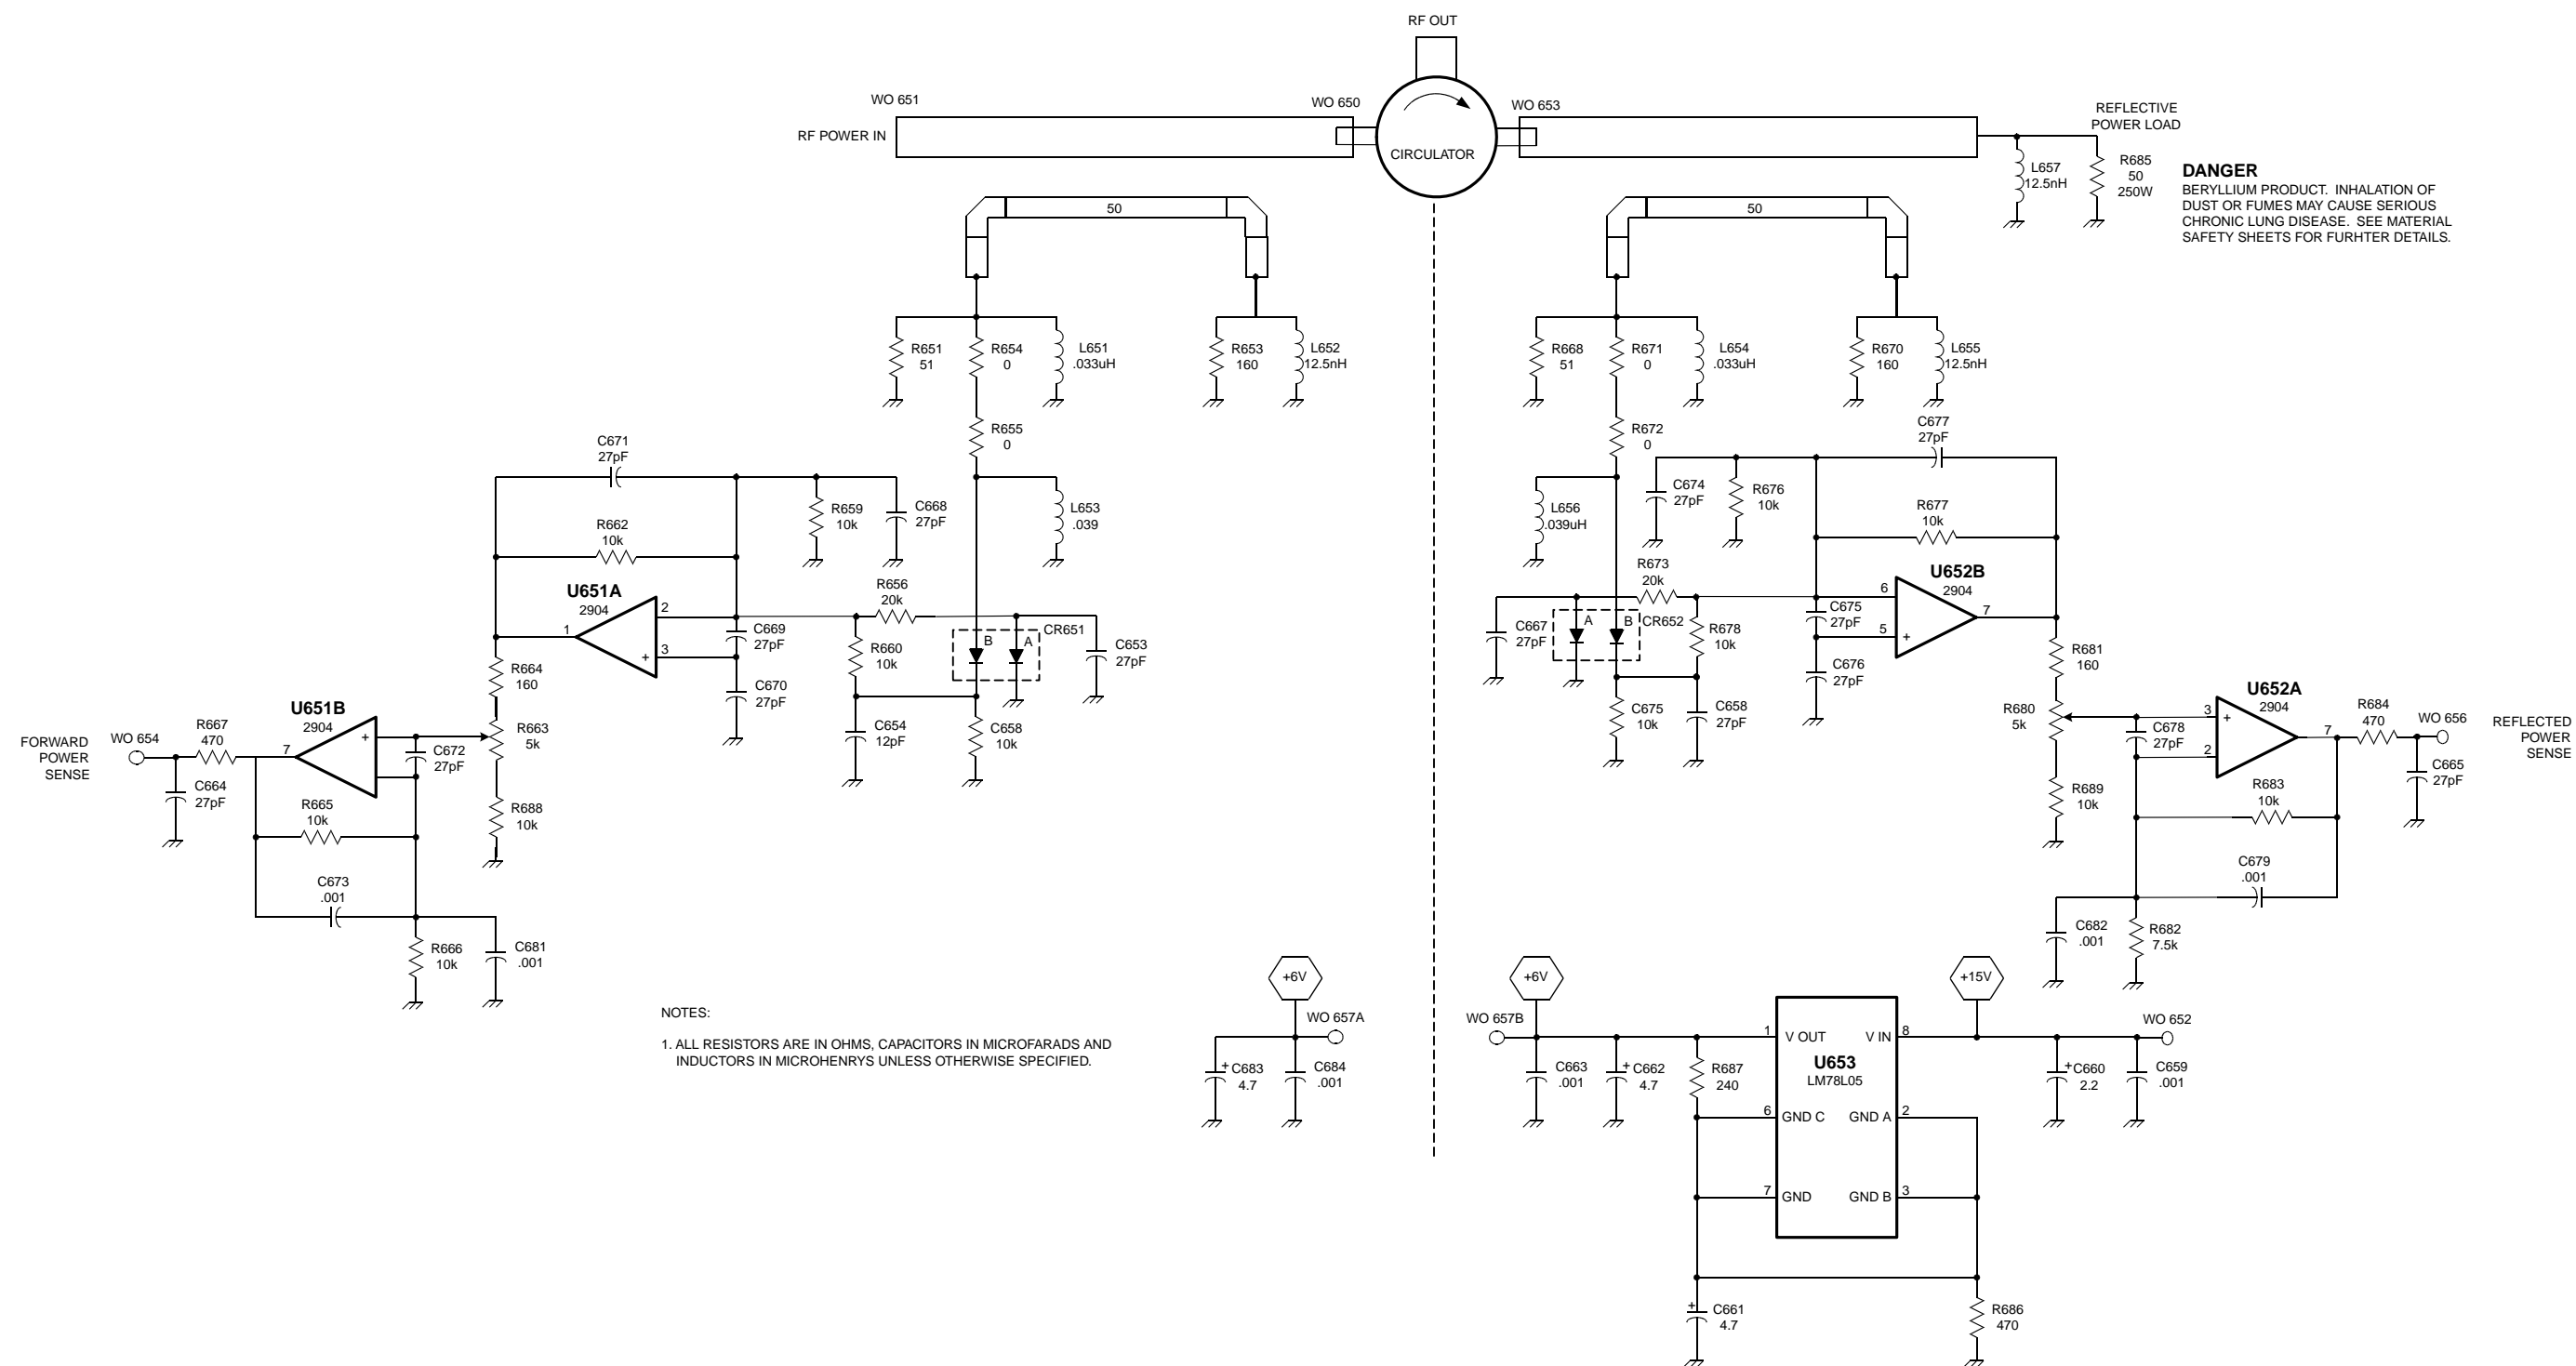 RF OUT
WO 651
WO 650
WO 653
RF POWER IN
CIRCULATOR
REFLECTIVE
POWER LOAD
L657
12.5nH
R685
50
250W
DANGER
BERYLLIUM PRODUCT. INHALATION OF
DUST OR FUMES MAY CAUSE SERIOUS
CHRONIC LUNG DISEASE. SEE MATERIAL
SAFETY SHEETS FOR FURHTER DETAILS.
50
50
R651
51
R654
0
L651
.033uH
R653
160
L652
12.5nH
R668
51
R671
0
L654
.033uH
R670
160
L655
12.5nH
R655
0
R672
0
C671
27pF
R659
10k
C668
27pF
L653
.039
R662
10k
U651A
2904
1
2
3
+
C669
27pF
C670
27pF
R656
20k
R660
10k
B
A
CR651
C653
27pF
C654
12pF
C658
10k
R664
160
R663
5k
R688
10k
U651B
2904
7
+
C672
27pF
R667
470
WO 654
FORWARD
POWER
SENSE
C664
27pF
R665
10k
C673
.001
R666
10k
C681
.001
C677
27pF
C674
27pF
R676
10k
L656
.039uH
R677
10k
R673
20k
U652B
2904
6
5
7
+
C675
27pF
C676
27pF
C667
27pF
A
B
CR652
R678
10k
C675
10k
C658
27pF
R681
160
R680
5k
R689
10k
U652A
2904
3
2
7
+
C678
27pF
R684
470
WO 656
REFLECTED
POWER
SENSE
C665
27pF
R683
10k
C679
.001
C682
.001
R682
7.5k
NOTES:
1. ALL RESISTORS ARE IN OHMS, CAPACITORS IN MICROFARADS AND
INDUCTORS IN MICROHENRYS UNLESS OTHERWISE SPECIFIED.
+6V
WO 657A
+
C683
4.7
C684
.001
+6V
WO 657B
C663
.001
+
C662
4.7
R687
240
1
V OUT
V IN
8
U653
LM78L05
6
GND C
GND A
2
7
GND
GND B
3
+15V
WO 652
+
C660
2.2
C659
.001
+
C661
4.7
R686
470